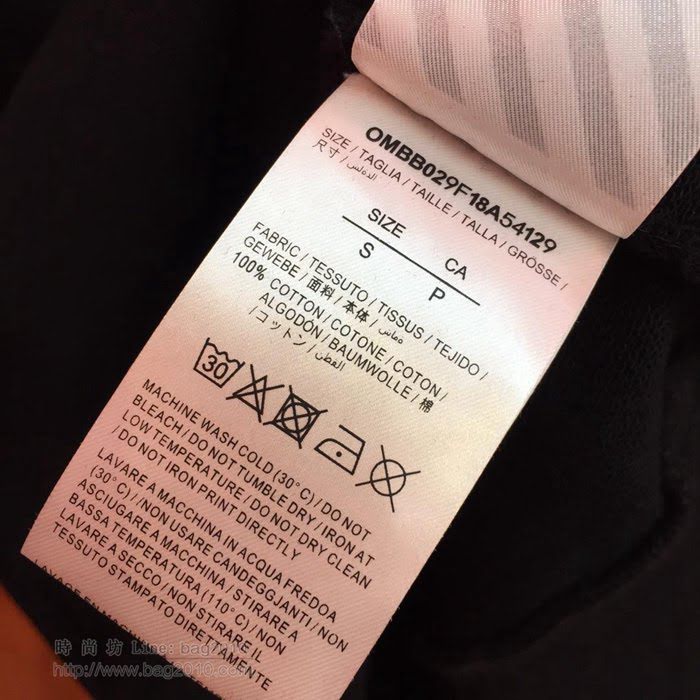 OMBB029F18A54129
SIZE / TAGLIA / TAILLE / TALLA / GRÖSSE /
尺寸 /
SIZE CA
S P
FABRIC / TESSUTO / TISSUS / TEJIDO /
GEWEBE / 面料 / 本体 / قماس
100% COTTON / COTONE / COTON /
ALGODÓN / BAUMWOLLE / 棉
/ コットン / القطن
30
MACHINE WASH COLD (30°C) / DO NOT
BLEACH / DO NOT TUMBLE DRY / IRON AT
LOW TEMPERATURE / DO NOT DRY CLEAN
/ DO NOT IRON PRINT DIRECTLY
LAVARE A MACCHINA IN ACQUA FREDOA
(30°C) / NON USARE CANDEGGJANTI / NON
ASCIUGARE A MACCHINA / STIRARE A
BASSA TEMPERATURA (110°C) / NON
LAVARE A SECCO / NON STIRARE IL
TESSUTO STAMPATO DIRETTAMENTE
時尚坊 Line: bag2010
http://www.bag2010.com/